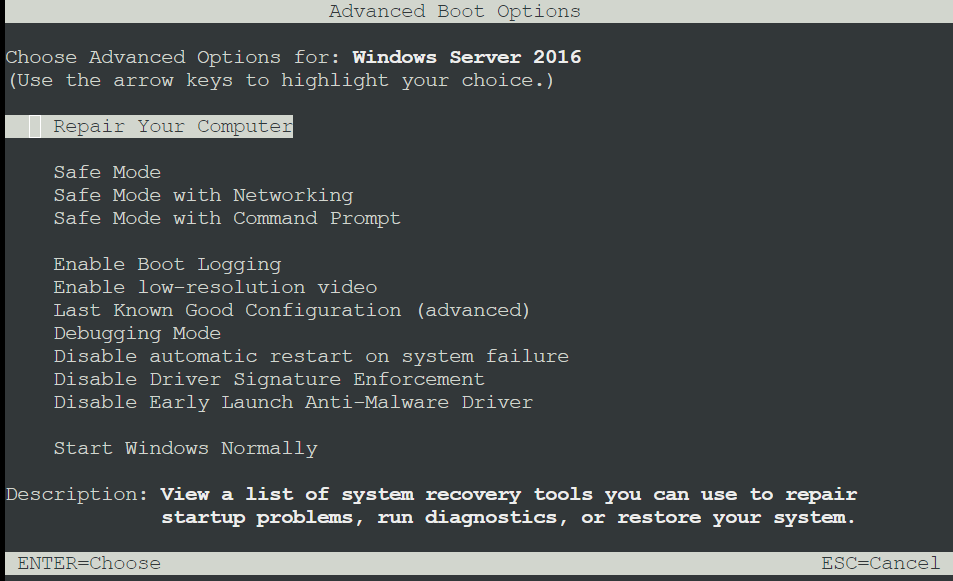 Advanced Boot Options
Choose Advanced Options for: Windows Server 2016
(Use the arrow keys to highlight your choice.)
Repair Your Computer
Safe Mode
Safe Mode with Networking
Safe Mode with Command Prompt
Enable Boot Logging
Enable low-resolution video
Last Known Good Configuration (advanced)
Debugging Mode
Disable automatic restart on system failure
Disable Driver Signature Enforcement
Disable Early Launch Anti-Malware Driver
Start Windows Normally
Description: View a list of system recovery tools you can use to repair
startup problems, run diagnostics, or restore your system.
ENTER=Choose ESC=Cancel